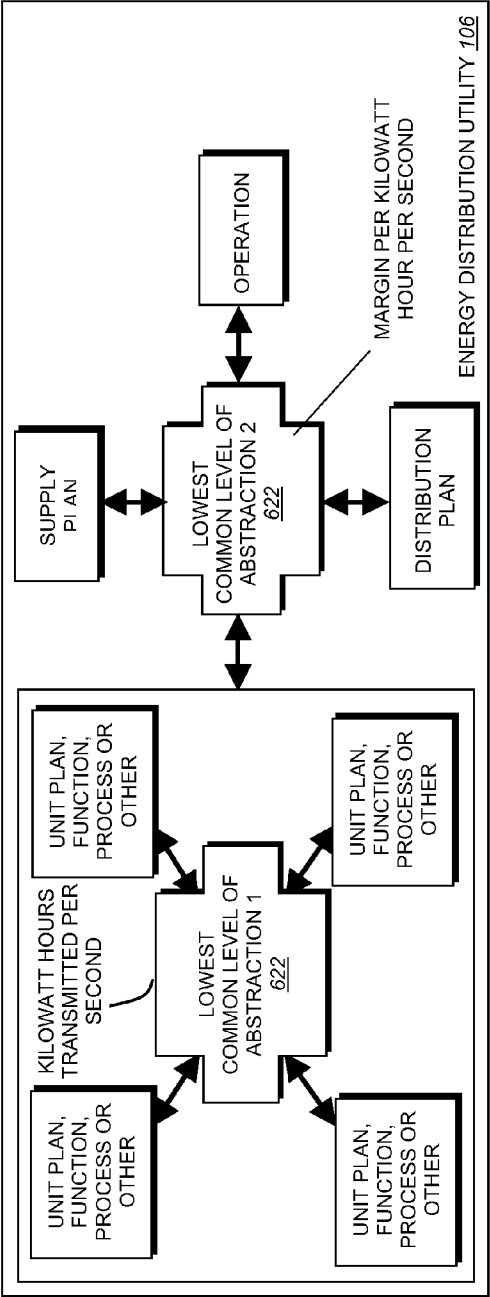 UNIT PLAN,
FUNCTION,
PROCESS OR
OTHER
KILOWATT HOURS
TRANSMITTED PER
SECOND
UNIT PLAN,
FUNCTION,
PROCESS OR
OTHER
LOWEST
COMMON LEVEL OF
ABSTRACTION 1
622
UNIT PLAN,
FUNCTION,
PROCESS OR
OTHER
UNIT PLAN,
FUNCTION,
PROCESS OR
OTHER
SUPPLY
PLAN
LOWEST
COMMON LEVEL OF
ABSTRACTION 2
622
OPERATION
DISTRIBUTION
PLAN
MARGIN PER KILOWATT
HOUR PER SECOND
ENERGY DISTRIBUTION UTILITY 106